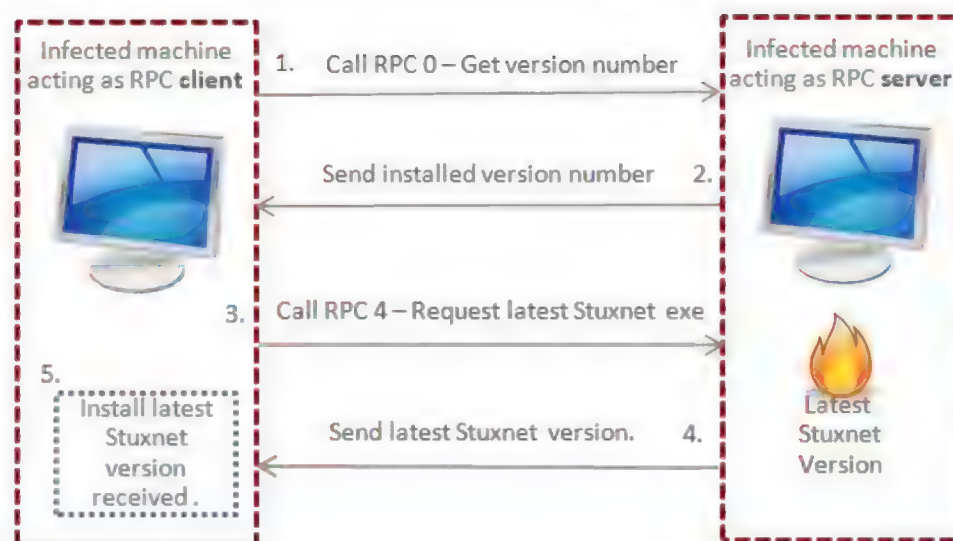 Infected machine
acting as RPC client
1. Call RPC 0 – Get version number
Infected machine
acting as RPC server
Send installed version number 2.
3. Call RPC 4 – Request latest Stuxnet exe
5.
Install latest
Stuxnet
version
received .
Send latest Stuxnet version. 4.
Latest
Stuxnet
Version